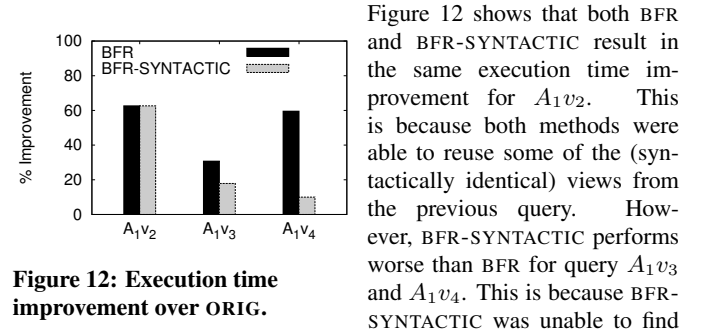 100
80
60
40
20
0
% Improvement
BFR
BFR-SYNTACTIC
A₁v₂ A₁v₃ A₁v₄
Figure 12: Execution time
improvement over ORIG.
Figure 12 shows that both BFR
and BFR-SYNTACTIC result in
the same execution time im-
provement for A₁v₂. This
is because both methods were
able to reuse some of the (syn-
tactically identical) views from
the previous query. How-
ever, BFR-SYNTACTIC performs
worse than BFR for query A₁v₃
and A₁v₄. This is because BFR-
SYNTACTIC was unable to find